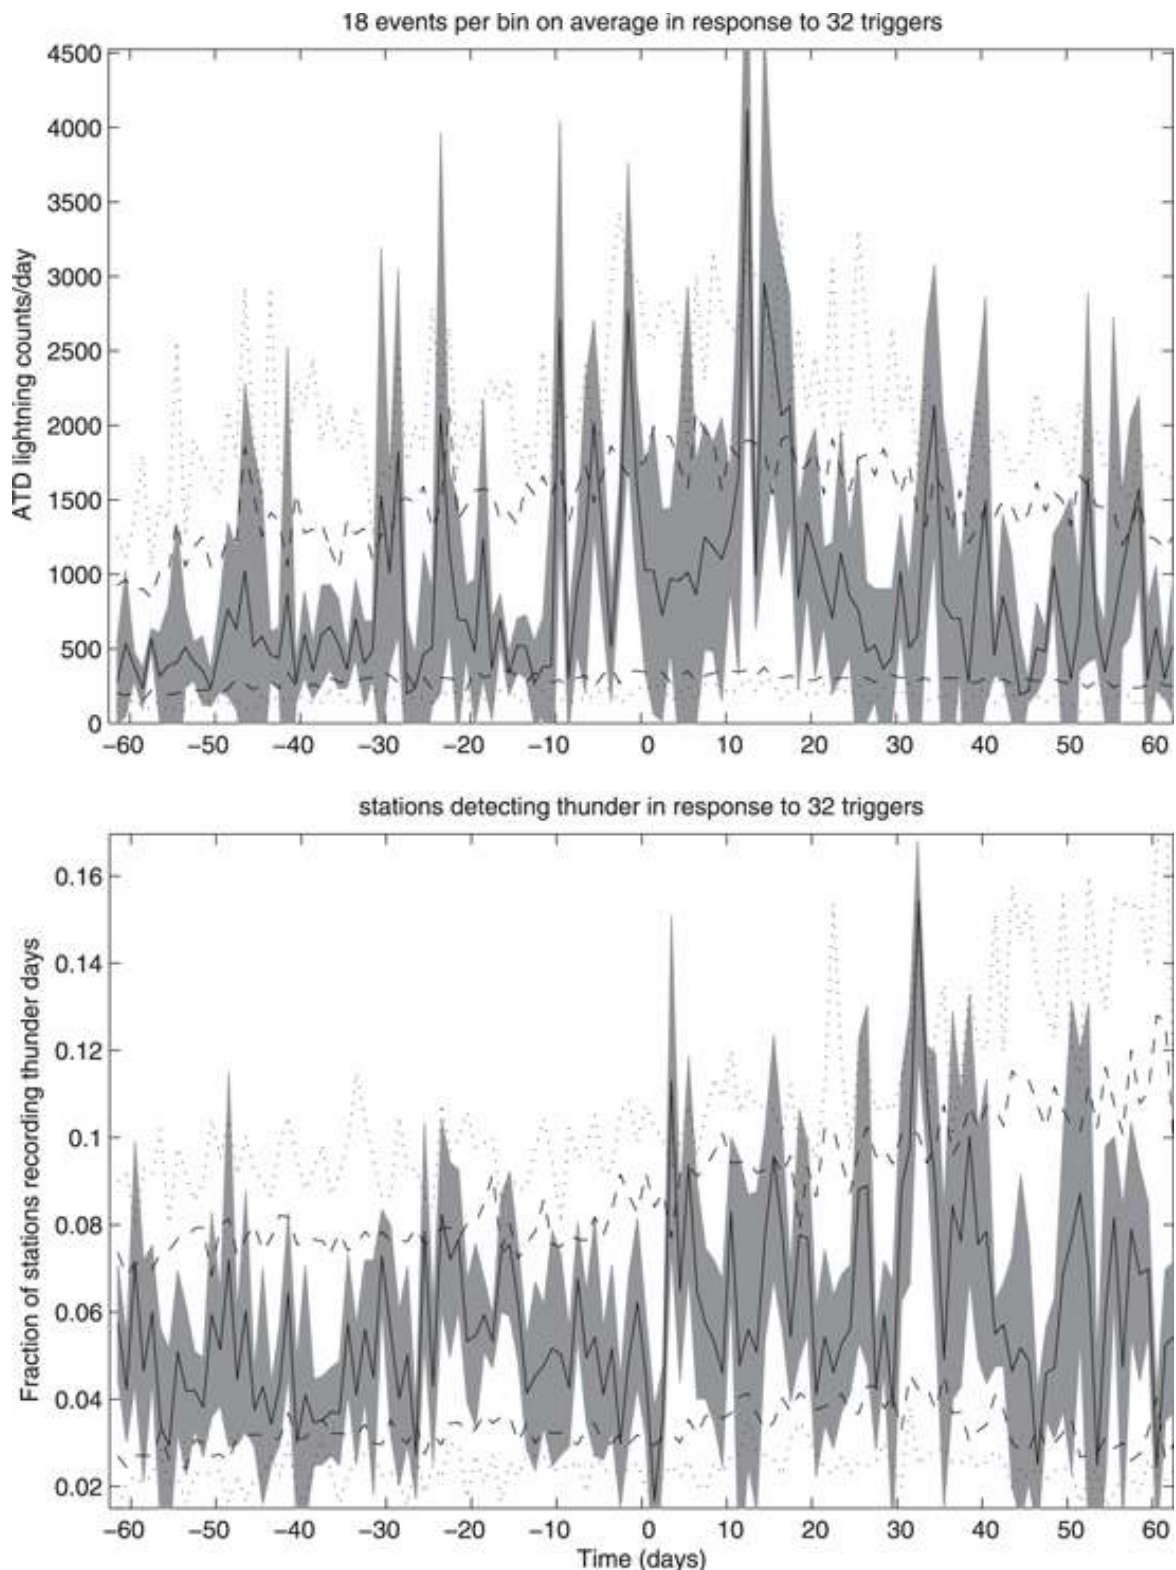 18 events per bin on average in response to 32 triggers
4500
4000
3500
3000
2500
2000
1500
1000
500
0
ATD lightning counts/day
−60 −50 −40 −30 −20 −10 0 10 20 30 40 50 60
stations detecting thunder in response to 32 triggers
0.16
0.14
0.12
0.1
0.08
0.06
0.04
0.02
Fraction of stations recording thunder days
−60 −50 −40 −30 −20 −10 0 10 20 30 40 50 60
Time (days)